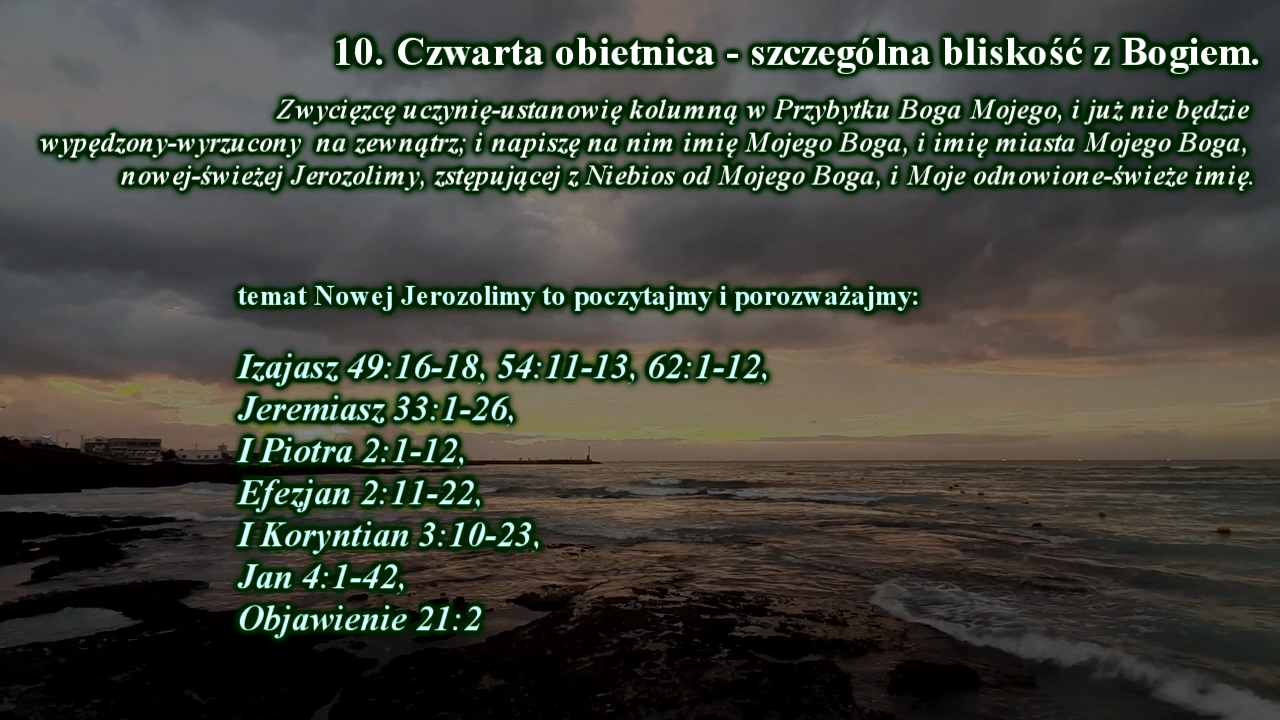 10. Czwarta obietnica - szczególna bliskość z Bogiem.
Zwycięzcę uczynię-ustanowię kolumną w Przybytku Boga Mojego, i już nie będzie
wypędzony-wyrzucony na zewnątrz; i napiszę na nim imię Mojego Boga, i imię miasta Mojego Boga,
nowej-świeżej Jerozolimy, zstępującej z Niebios od Mojego Boga, i Moje odnowione-świeże imię.
temat Nowej Jerozolimy to poczytajmy i porozważajmy:
Izajasz 49:16-18, 54:11-13, 62:1-12,
Jeremiasz 33:1-26,
I Piotra 2:1-12,
Efezjan 2:11-22,
I Koryntian 3:10-23,
Jan 4:1-42,
Objawienie 21:2